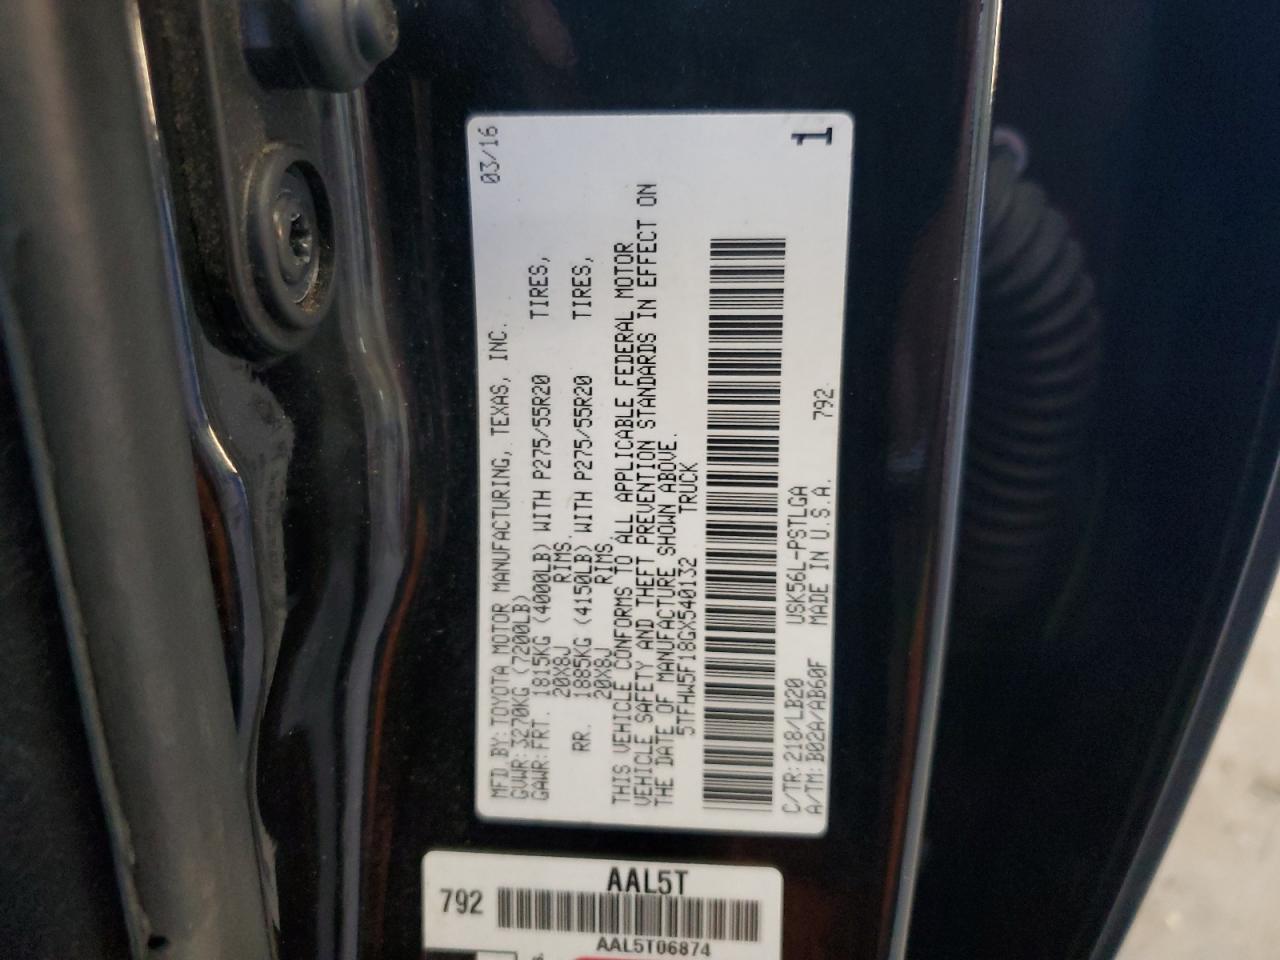 MFD.BY:TOYOTA MOTOR MANUFACTURING, TEXAS, INC. 03/16
GVWR:3270KG (7200LB)
GAWR:FRT. 1815KG (4000LB) WITH P275/55R20 TIRES,
20X8J RIMS.
RR. 1885KG (4150LB) WITH P275/55R20 TIRES,
20X8J RIMS.
THIS VEHICLE CONFORMS TO ALL APPLICABLE FEDERAL MOTOR
VEHICLE SAFETY AND THEFT PREVENTION STANDARDS IN EFFECT ON
THE DATE OF MANUFACTURE SHOWN ABOVE.
5TFHW5F18GX540132 TRUCK
C/TR:218/LB20 USK56L-PSTLGA 792
A/TM:B02A/AB60F MADE IN U.S.A. 1
AAL5T
792
AAL5T06874